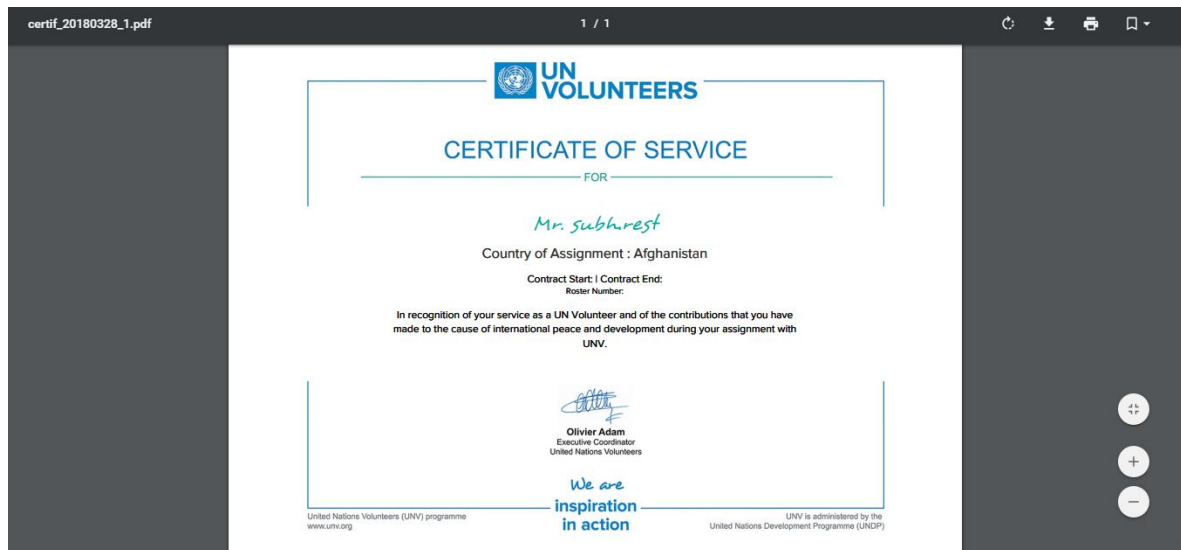 certif_20180328_1.pdf
1 / 1
UN
VOLUNTEERS
CERTIFICATE OF SERVICE
FOR
Mr. subh.rest
Country of Assignment : Afghanistan
Contract Start: | Contract End:
Roster Number:
In recognition of your service as a UN Volunteer and of the contributions that you have
made to the cause of international peace and development during your assignment with
UNV.
Olivier Adam
Executive Coordinator
United Nations Volunteers
We are
inspiration
in action
United Nations Volunteers (UNV) programme
www.unv.org
UNV is administered by the
United Nations Development Programme (UNDP)